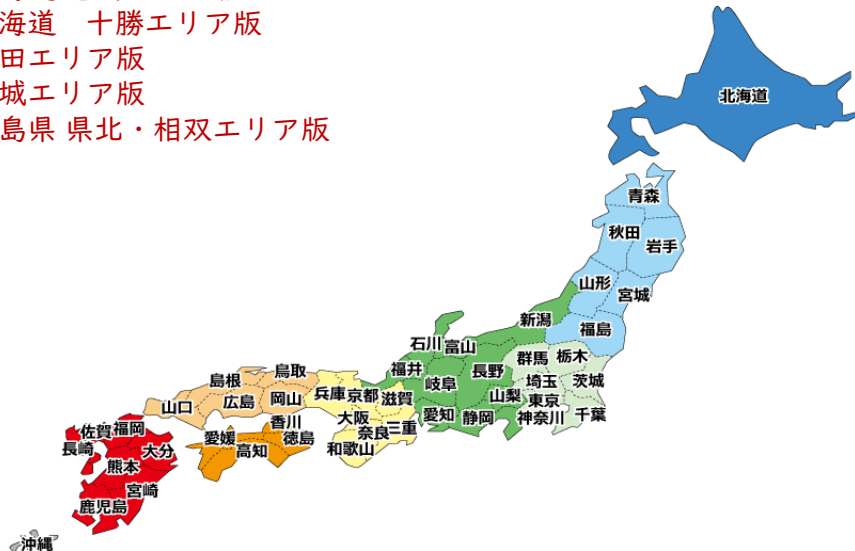 海道 十勝エリア版
田エリア版
城エリア版
島県 県北・相双エリア版
北海道
青森
秋田
岩手
山形
宮城
新潟
福島
石川
富山
群馬
栃木
福井
長野
鳥取
島根
岐阜
埼玉
茨城
兵庫
京都
滋賀
山梨
東京
広島
岡山
山口
愛知
静岡
神奈川
千葉
香川
大阪
奈良
三重
佐賀
福岡
愛媛
徳島
長崎
大分
高知
和歌山
熊本
宮崎
鹿児島
沖縄